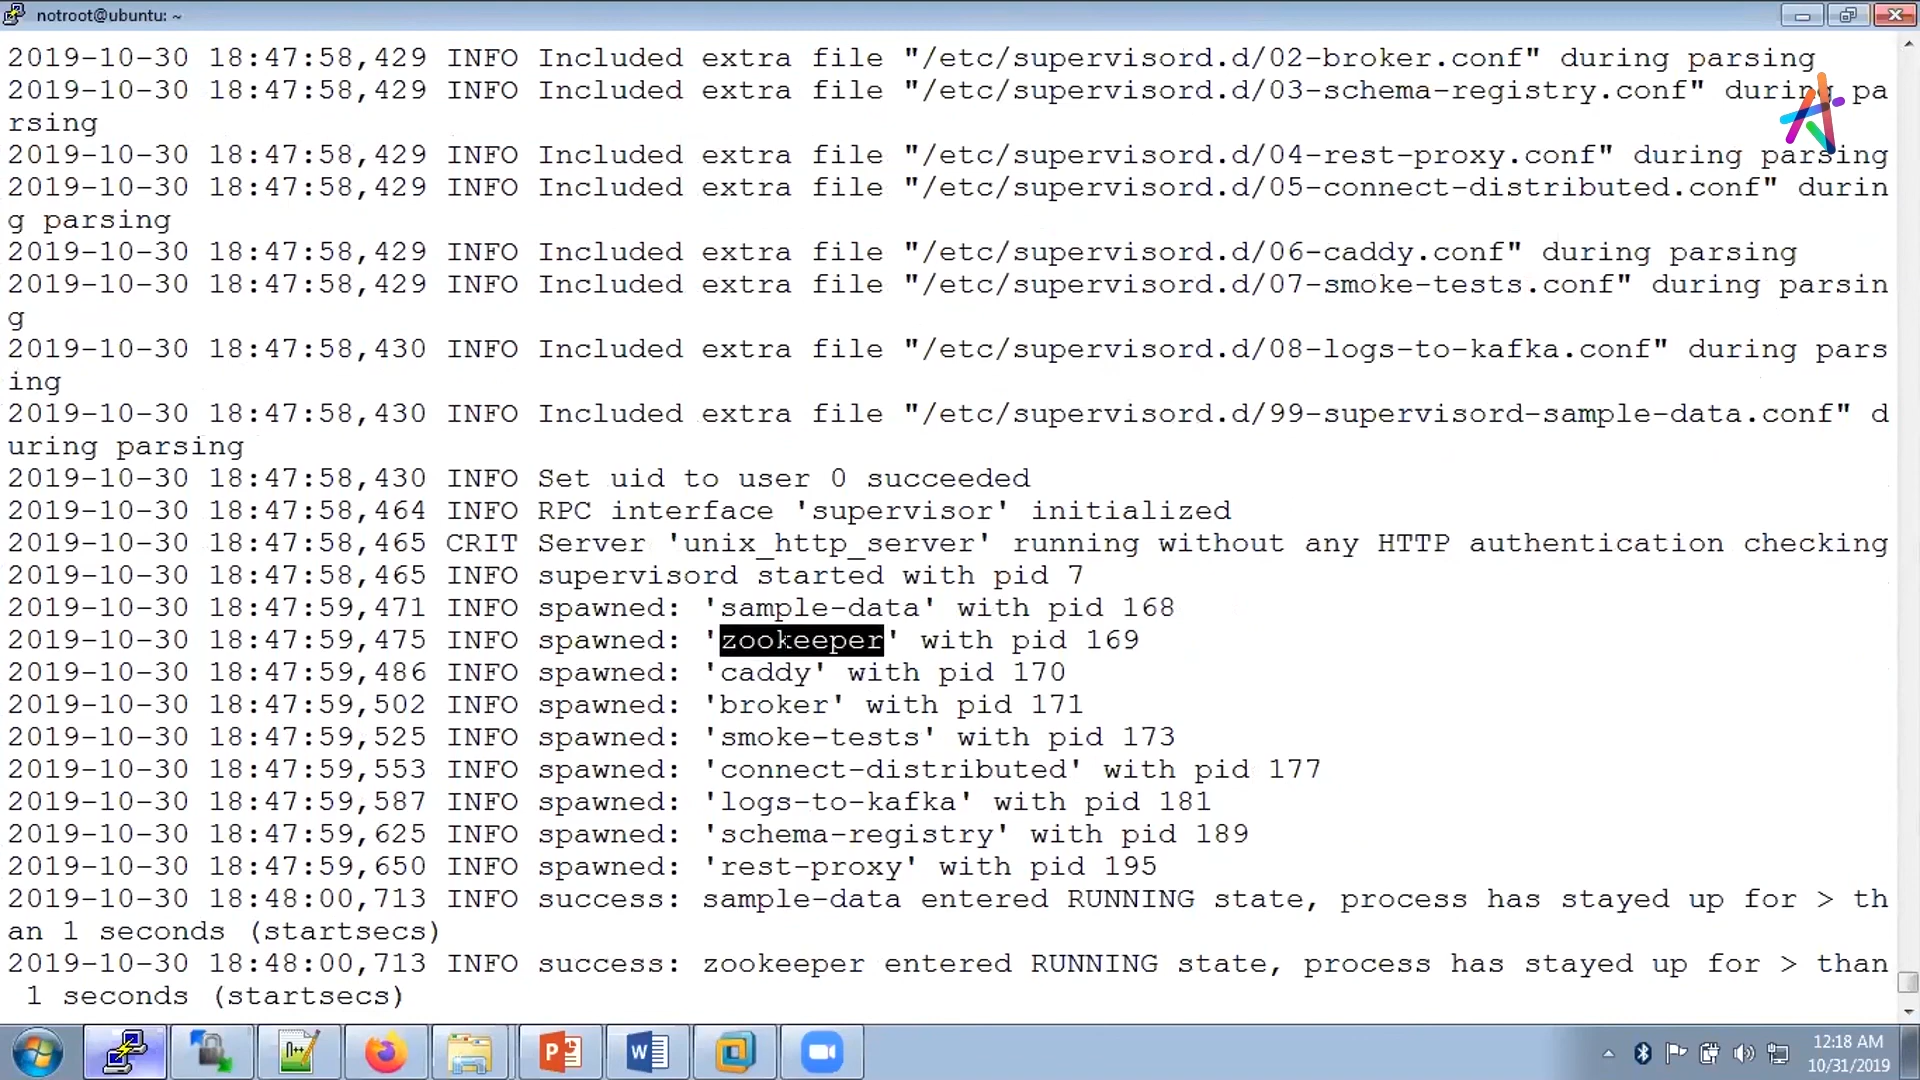 notroot@ubuntu: ~
2019-10-30 18:47:58,429 INFO Included extra file "/etc/supervisord.d/02-broker.conf" during parsing
2019-10-30 18:47:58,429 INFO Included extra file "/etc/supervisord.d/03-schema-registry.conf" during pa
rsing
2019-10-30 18:47:58,429 INFO Included extra file "/etc/supervisord.d/04-rest-proxy.conf" during parsing
2019-10-30 18:47:58,429 INFO Included extra file "/etc/supervisord.d/05-connect-distributed.conf" durin
g parsing
2019-10-30 18:47:58,429 INFO Included extra file "/etc/supervisord.d/06-caddy.conf" during parsing
2019-10-30 18:47:58,429 INFO Included extra file "/etc/supervisord.d/07-smoke-tests.conf" during parsin
g
2019-10-30 18:47:58,430 INFO Included extra file "/etc/supervisord.d/08-logs-to-kafka.conf" during pars
ing
2019-10-30 18:47:58,430 INFO Included extra file "/etc/supervisord.d/99-supervisord-sample-data.conf" d
uring parsing
2019-10-30 18:47:58,430 INFO Set uid to user 0 succeeded
2019-10-30 18:47:58,464 INFO RPC interface 'supervisor' initialized
2019-10-30 18:47:58,465 CRIT Server 'unix_http_server' running without any HTTP authentication checking
2019-10-30 18:47:58,465 INFO supervisord started with pid 7
2019-10-30 18:47:59,471 INFO spawned: 'sample-data' with pid 168
2019-10-30 18:47:59,475 INFO spawned: 'zookeeper' with pid 169
2019-10-30 18:47:59,486 INFO spawned: 'caddy' with pid 170
2019-10-30 18:47:59,502 INFO spawned: 'broker' with pid 171
2019-10-30 18:47:59,525 INFO spawned: 'smoke-tests' with pid 173
2019-10-30 18:47:59,553 INFO spawned: 'connect-distributed' with pid 177
2019-10-30 18:47:59,587 INFO spawned: 'logs-to-kafka' with pid 181
2019-10-30 18:47:59,625 INFO spawned: 'schema-registry' with pid 189
2019-10-30 18:47:59,650 INFO spawned: 'rest-proxy' with pid 195
2019-10-30 18:48:00,713 INFO success: sample-data entered RUNNING state, process has stayed up for > th
an 1 seconds (startsecs)
2019-10-30 18:48:00,713 INFO success: zookeeper entered RUNNING state, process has stayed up for > than
 1 seconds (startsecs)
12:18 AM
10/31/2019